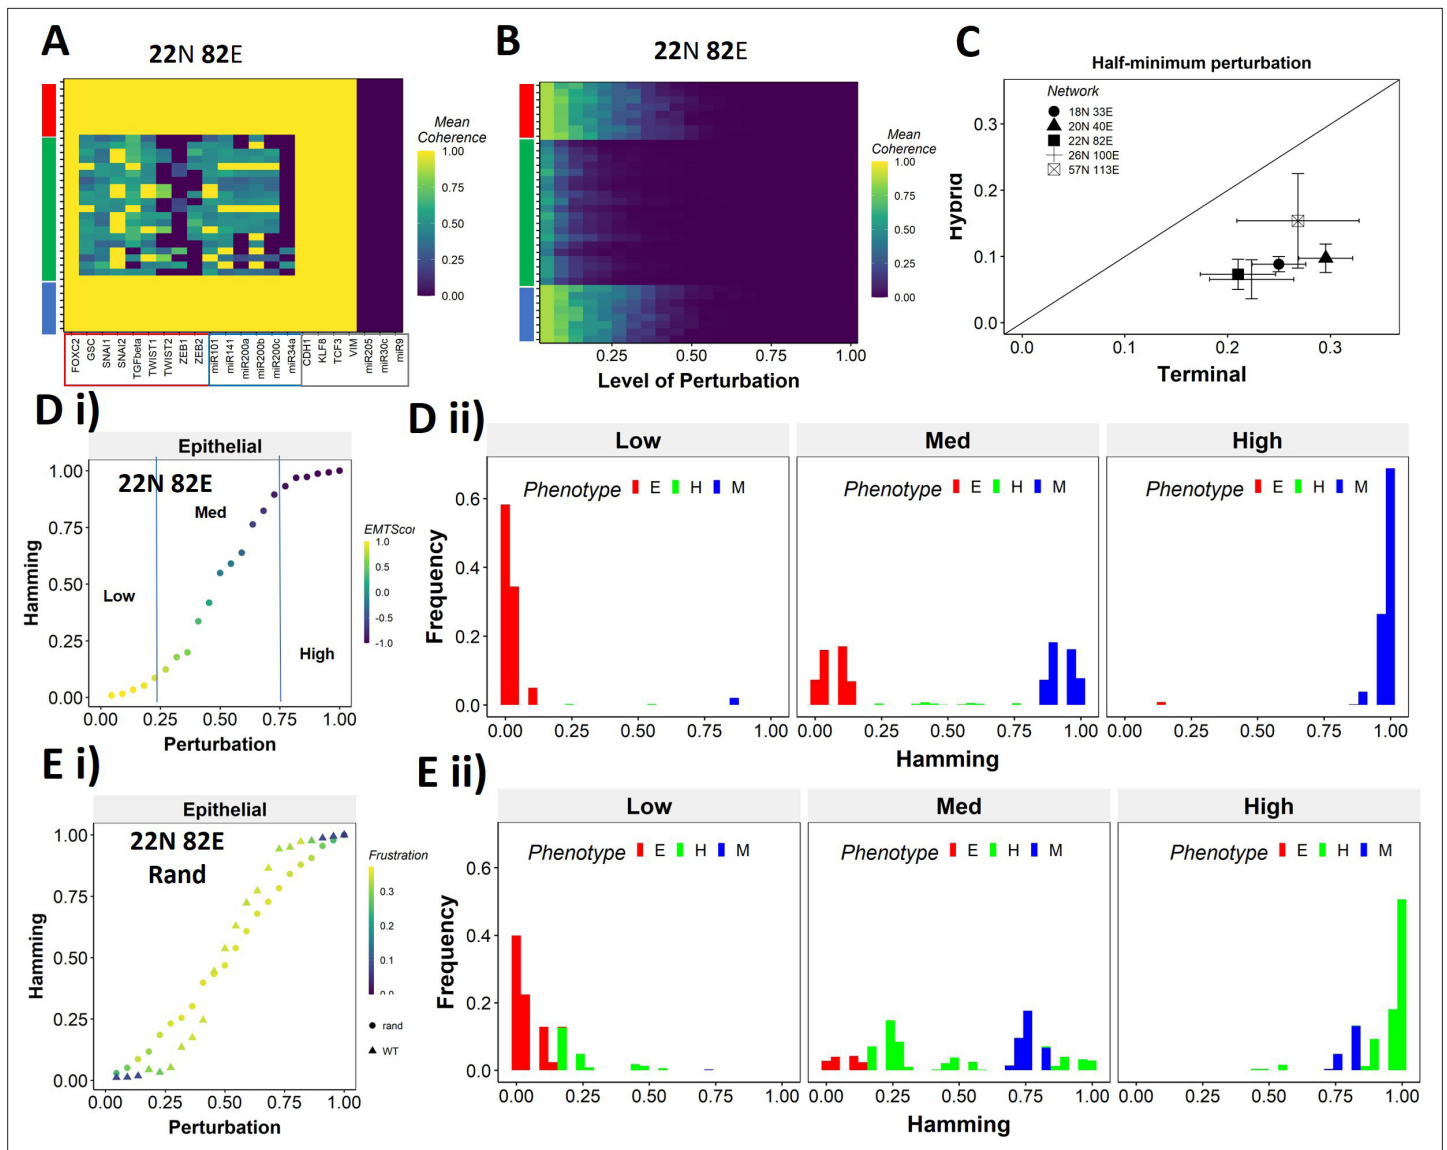 A
22N 82E
Mean
Coherence
1.00
0.75
0.50
0.25
0.00
FOXC2
GSC
SNAI1
SNAI2
TGFbeta
TWIST1
TWIST2
ZEB1
ZEB2
miR101
miR141
miR200a
miR200b
miR200c
miR34a
CDH1
KLF8
TCF3
VIM
miR205
miR30c
miR9
B
22N 82E
Mean
Coherence
1.00
0.75
0.50
0.25
0.00
0.25
0.50
0.75
1.00
Level of Perturbation
C
Half-minimum perturbation
Network
18N 33E
20N 40E
22N 82E
26N 100E
57N 113E
Hybrid
0.3
0.2
0.1
0.0
0.0
0.1
0.2
0.3
Terminal
D i)
Epithelial
22N 82E
Low
Med
High
Hamming
1.00
0.75
0.50
0.25
0.00
0.00
0.25
0.50
0.75
1.00
Perturbation
EMTScor
1.0
0.5
0.0
-0.5
-1.0
D ii)
Low
Med
High
Phenotype E H M
Phenotype E H M
Phenotype E H M
Frequency
0.6
0.4
0.2
0.0
0.00 0.25 0.50 0.75 1.00
0.00 0.25 0.50 0.75 1.00
0.00 0.25 0.50 0.75 1.00
Hamming
E i)
Epithelial
22N 82E
Rand
Hamming
1.00
0.75
0.50
0.25
0.00
0.00
0.25
0.50
0.75
1.00
Perturbation
Frustration
0.3
0.2
0.1
0.0
rand
WT
E ii)
Low
Med
High
Phenotype E H M
Phenotype E H M
Phenotype E H M
Frequency
0.6
0.4
0.2
0.0
0.00 0.25 0.50 0.75 1.00
0.00 0.25 0.50 0.75 1.00
0.00 0.25 0.50 0.75 1.00
Hamming